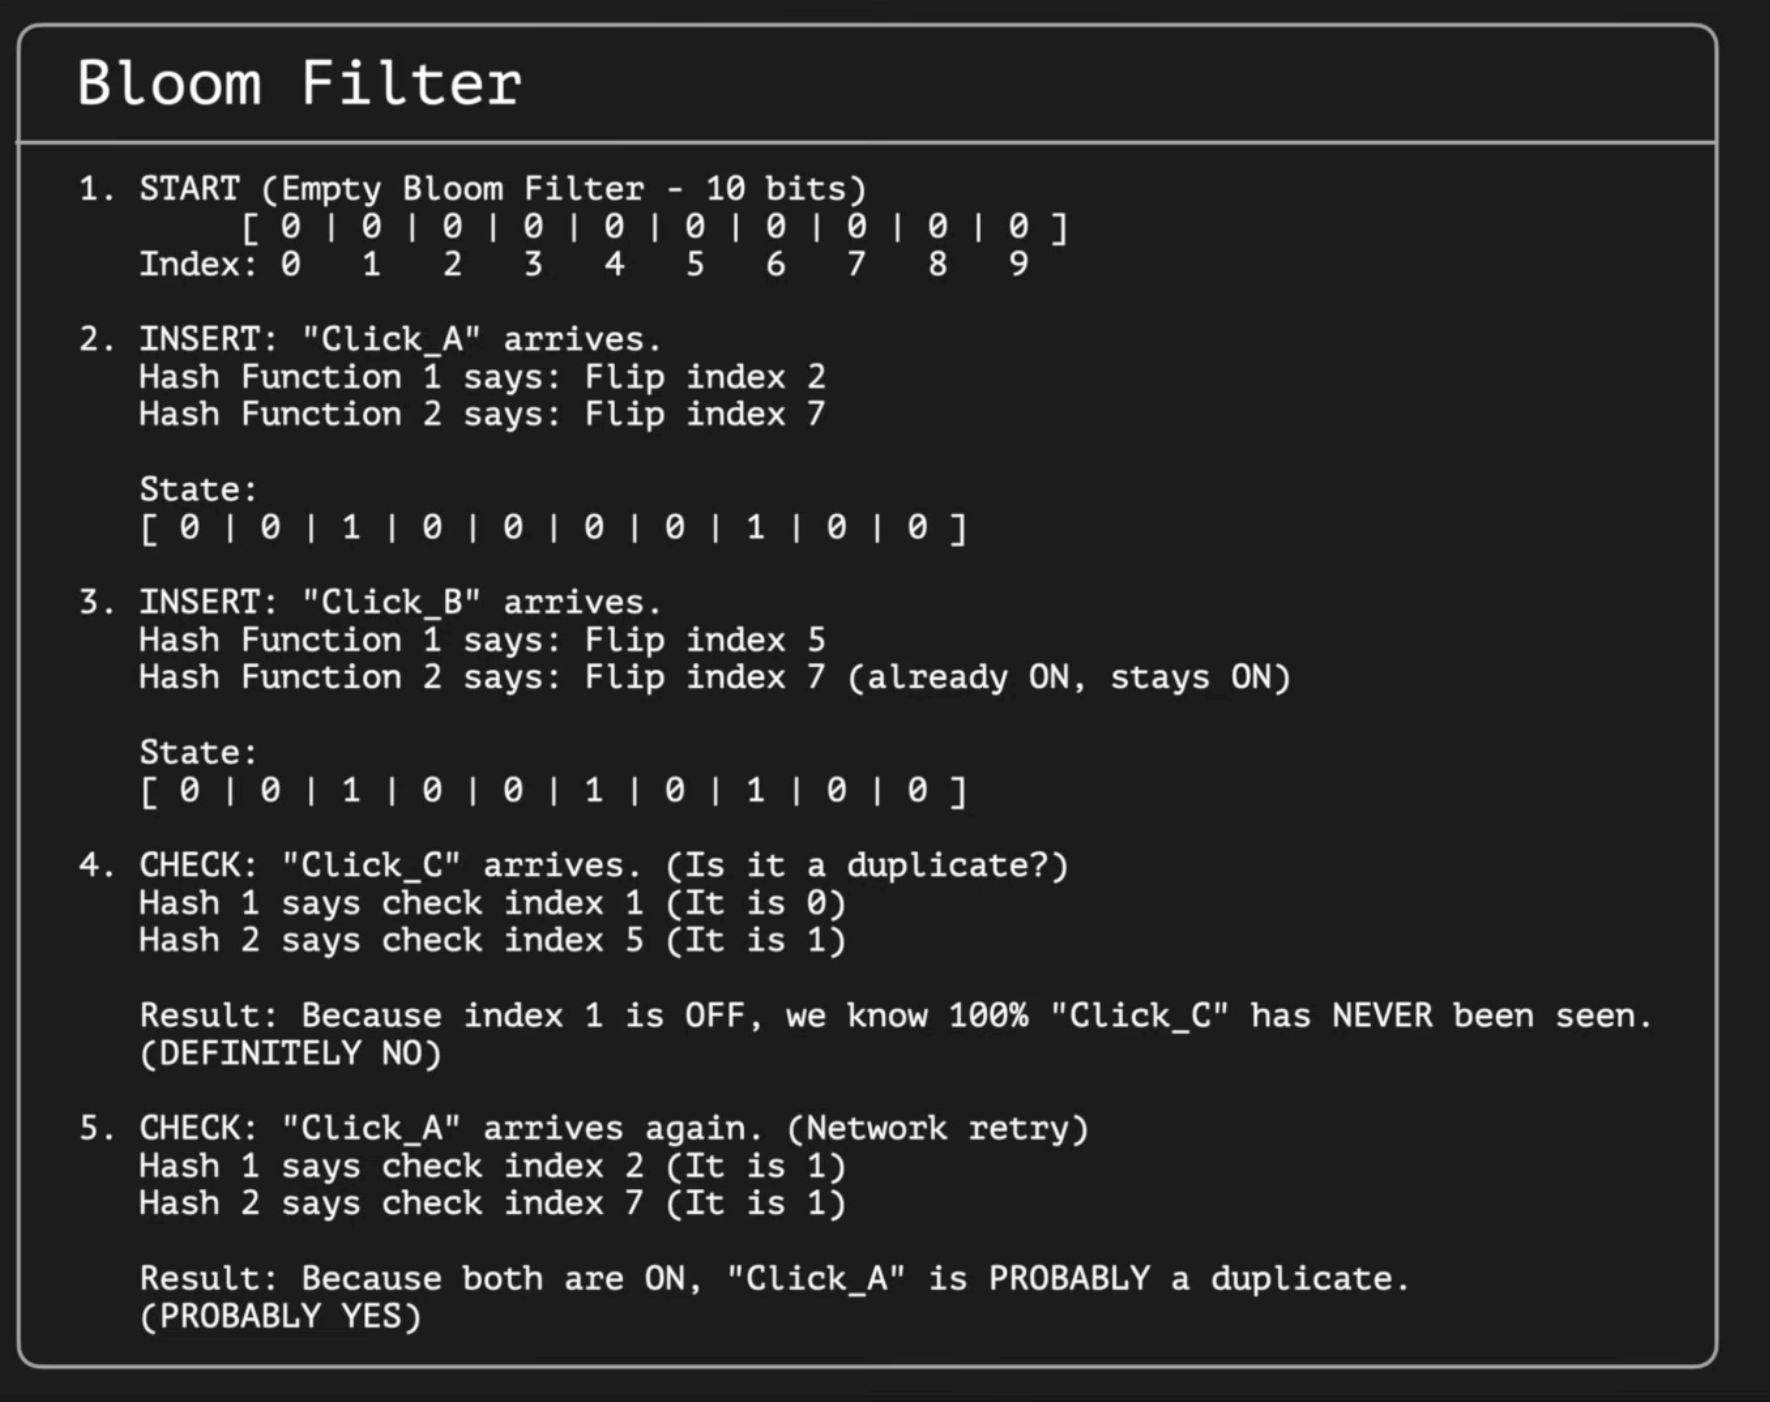 Bloom Filter
1. START (Empty Bloom Filter - 10 bits)
[ 0 | 0 | 0 | 0 | 0 | 0 | 0 | 0 | 0 | 0 ]
Index: 0 1 2 3 4 5 6 7 8 9
2. INSERT: "Click_A" arrives.
Hash Function 1 says: Flip index 2
Hash Function 2 says: Flip index 7
State:
[ 0 | 0 | 1 | 0 | 0 | 0 | 0 | 1 | 0 | 0 ]
3. INSERT: "Click_B" arrives.
Hash Function 1 says: Flip index 5
Hash Function 2 says: Flip index 7 (already ON, stays ON)
State:
[ 0 | 0 | 1 | 0 | 0 | 1 | 0 | 1 | 0 | 0 ]
4. CHECK: "Click_C" arrives. (Is it a duplicate?)
Hash 1 says check index 1 (It is 0)
Hash 2 says check index 5 (It is 1)
Result: Because index 1 is OFF, we know 100% "Click_C" has NEVER been seen.
(DEFINITELY NO)
5. CHECK: "Click_A" arrives again. (Network retry)
Hash 1 says check index 2 (It is 1)
Hash 2 says check index 7 (It is 1)
Result: Because both are ON, "Click_A" is PROBABLY a duplicate.
(PROBABLY YES)